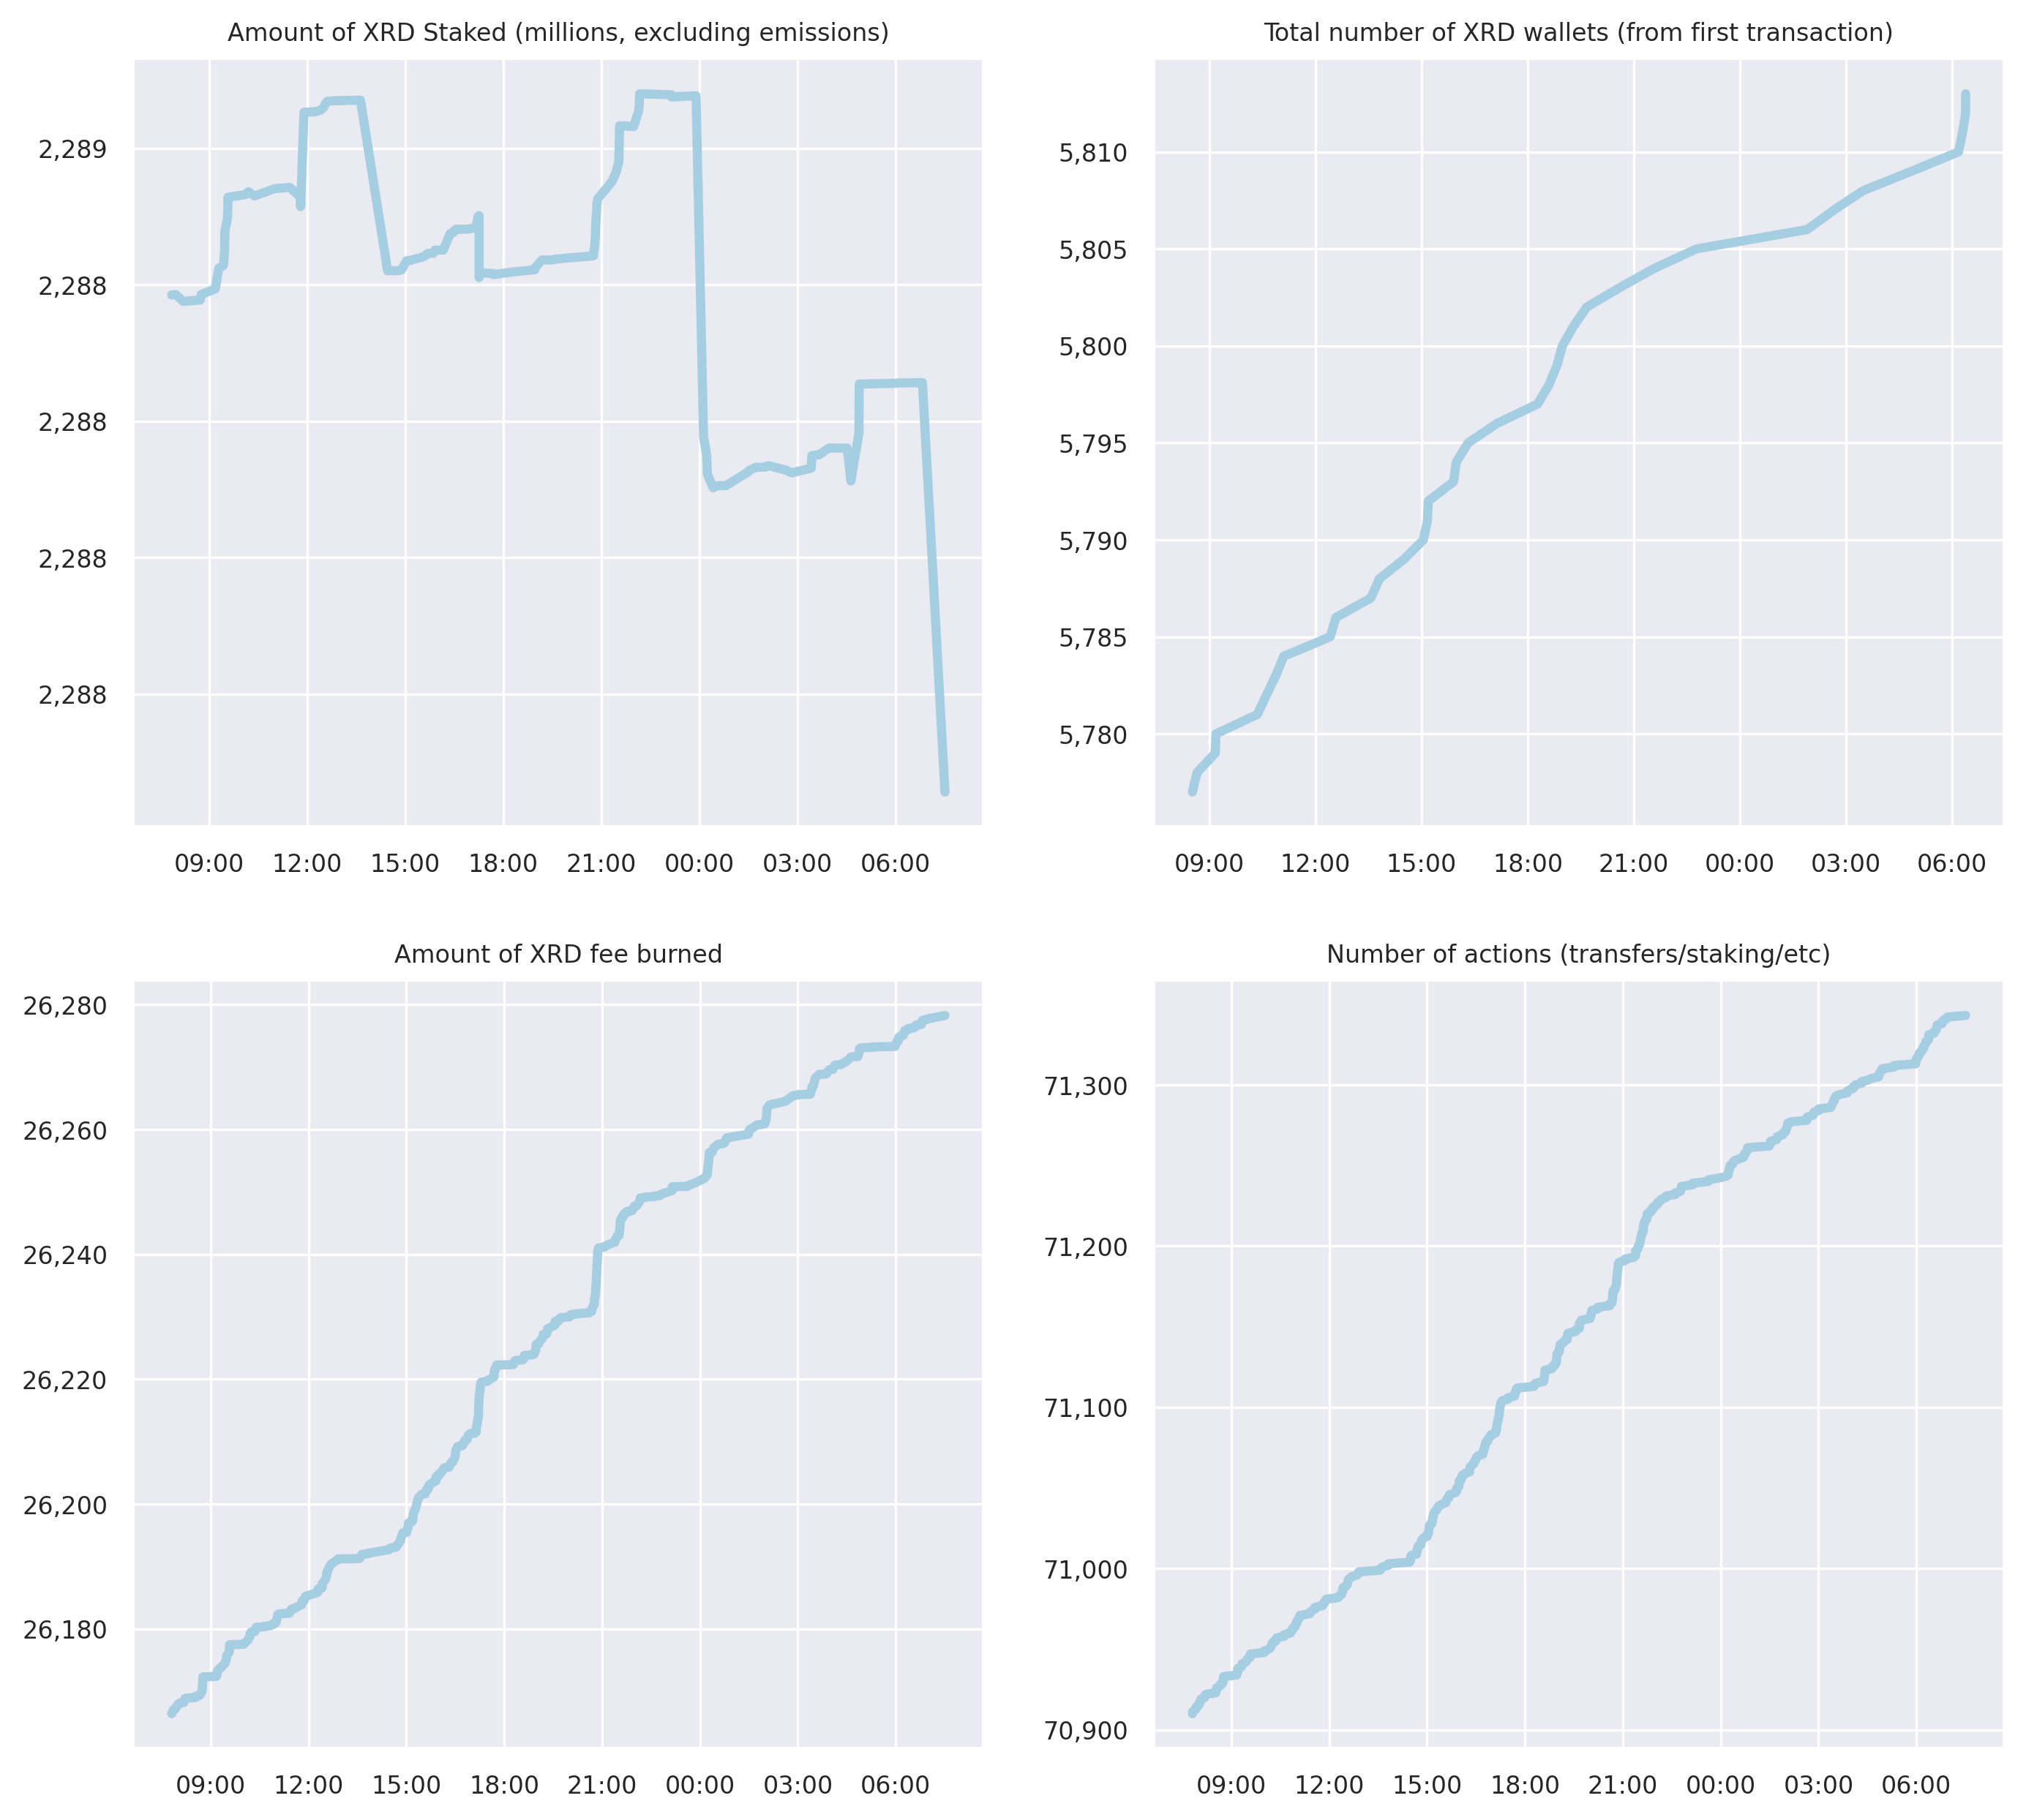 Amount of XRD Staked (millions, excluding emissions)
2,289
2,288
2,288
2,288
2,288
09:00 12:00 15:00 18:00 21:00 00:00 03:00 06:00
Total number of XRD wallets (from first transaction)
5,810
5,805
5,800
5,795
5,790
5,785
5,780
09:00 12:00 15:00 18:00 21:00 00:00 03:00 06:00
Amount of XRD fee burned
26,280
26,260
26,240
26,220
26,200
26,180
09:00 12:00 15:00 18:00 21:00 00:00 03:00 06:00
Number of actions (transfers/staking/etc)
71,300
71,200
71,100
71,000
70,900
09:00 12:00 15:00 18:00 21:00 00:00 03:00 06:00